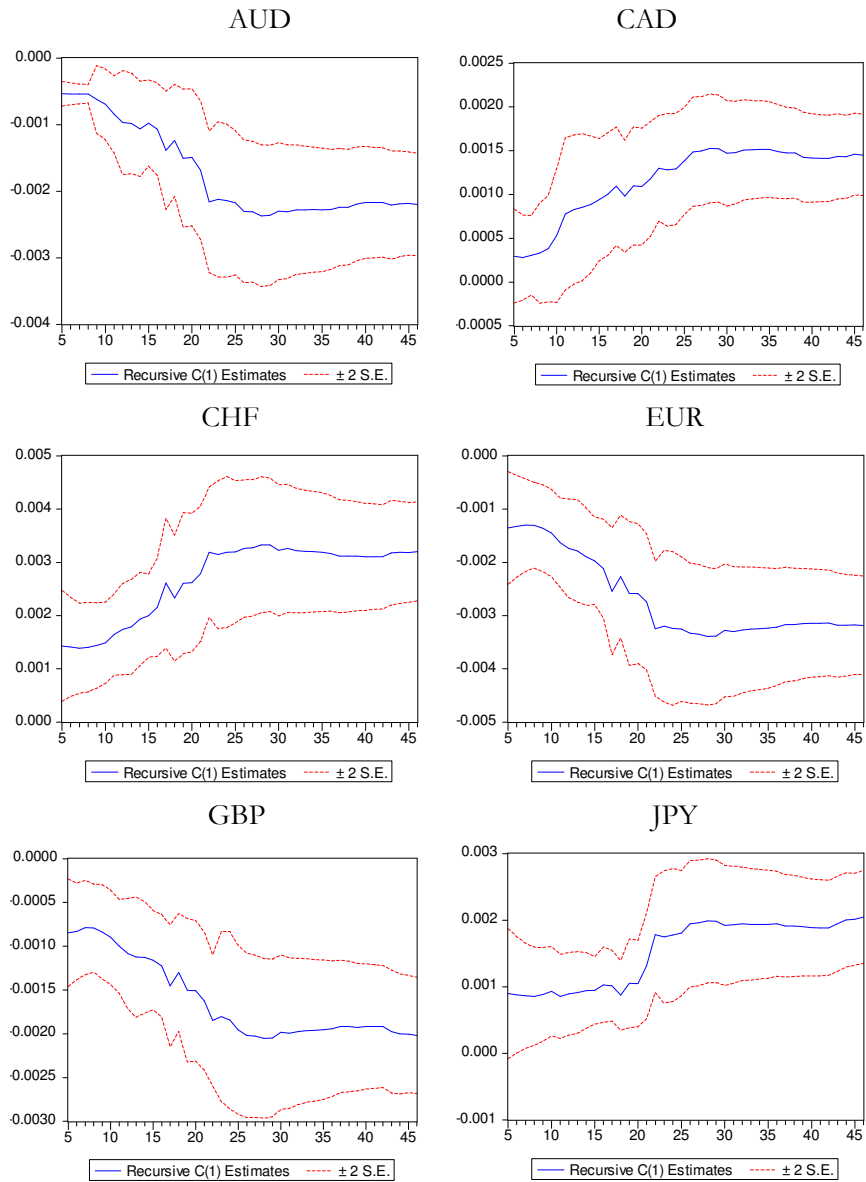 AUD
0.000
-0.001
-0.002
-0.003
-0.004
5 10 15 20 25 30 35 40 45
Recursive C(1) Estimates ± 2 S.E.
CAD
0.0025
0.0020
0.0015
0.0010
0.0005
0.0000
-0.0005
5 10 15 20 25 30 35 40 45
Recursive C(1) Estimates ± 2 S.E.
CHF
0.005
0.004
0.003
0.002
0.001
0.000
5 10 15 20 25 30 35 40 45
Recursive C(1) Estimates ± 2 S.E.
EUR
0.000
-0.001
-0.002
-0.003
-0.004
-0.005
5 10 15 20 25 30 35 40 45
Recursive C(1) Estimates ± 2 S.E.
GBP
0.0000
-0.0005
-0.0010
-0.0015
-0.0020
-0.0025
-0.0030
5 10 15 20 25 30 35 40 45
Recursive C(1) Estimates ± 2 S.E.
JPY
0.003
0.002
0.001
0.000
-0.001
5 10 15 20 25 30 35 40 45
Recursive C(1) Estimates ± 2 S.E.